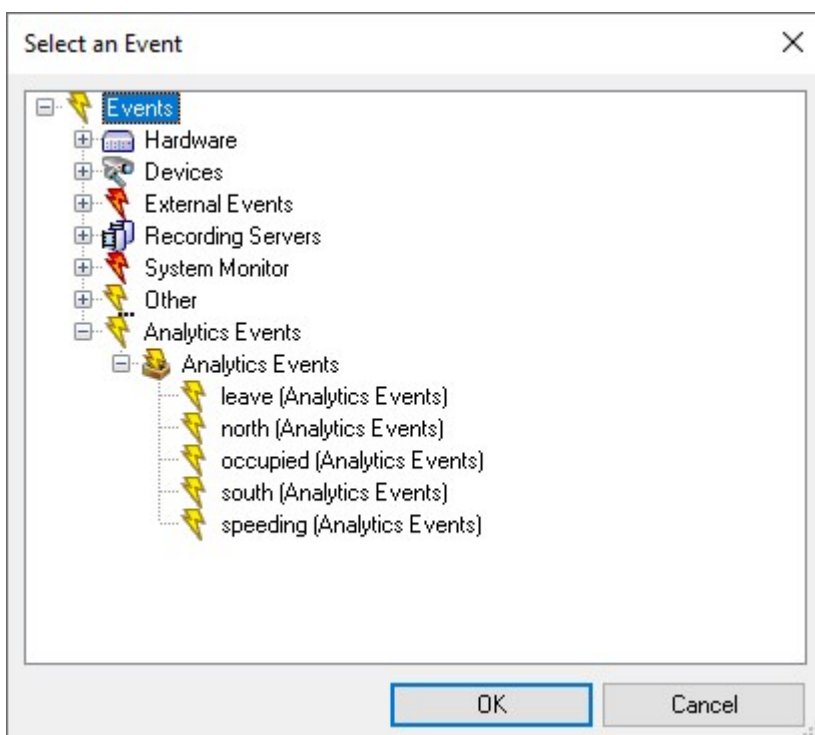 Select an Event
Events
Hardware
Devices
External Events
Recording Servers
System Monitor
Other
Analytics Events
Analytics Events
leave (Analytics Events)
north (Analytics Events)
occupied (Analytics Events)
south (Analytics Events)
speeding (Analytics Events)
OK Cancel